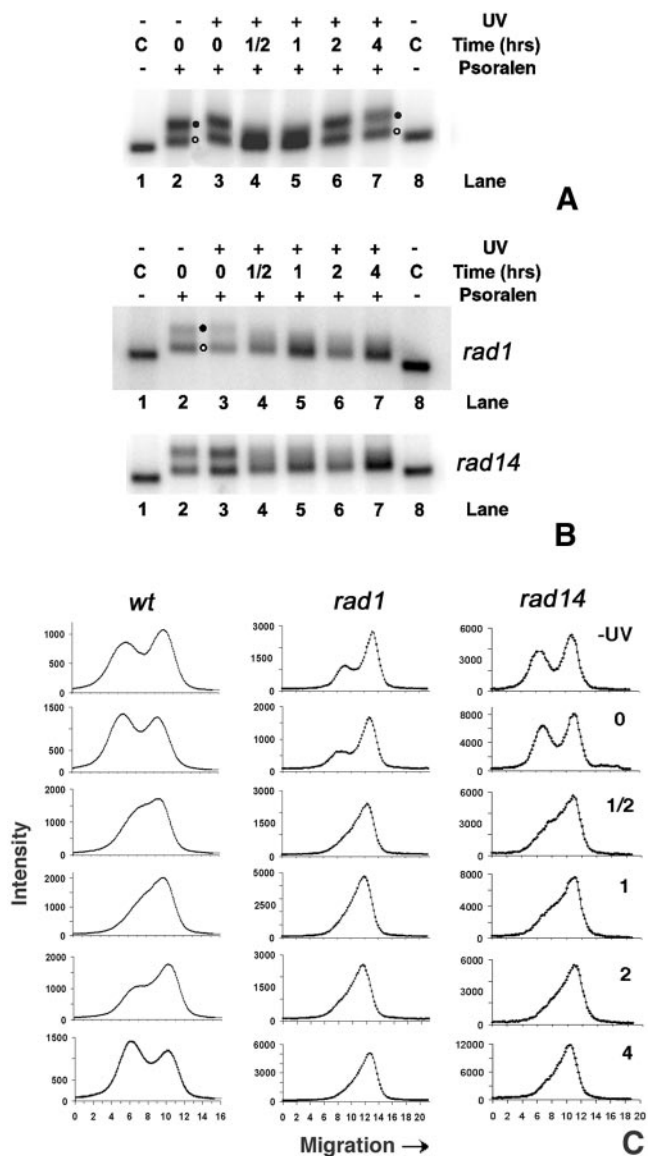 - - + + + + + - UV
C 0 0 1/2 1 2 4 C Time (hrs)
- + + + + + + - Psoralen
1 2 3 4 5 6 7 8 Lane
A
- - + + + + + - UV
C 0 0 1/2 1 2 4 C Time (hrs)
- + + + + + + - Psoralen
rad1
1 2 3 4 5 6 7 8 Lane
rad14
1 2 3 4 5 6 7 8 Lane
B
wt rad1 rad14
1000 500 0 3000 1500 0 6000 3000 0 -UV
1500 1000 500 0 2000 1000 0 8000 4000 0 0
2000 1000 0 3000 1500 0 6000 3000 0 1/2
2000 1000 0 5000 2500 0 8000 4000 0 1
2000 1000 0 3000 1500 0 6000 3000 0 2
1500 1000 500 0 6000 3000 0 12000 6000 0 4
0 2 4 6 8 10 12 14 16 0 2 4 6 8 10 12 14 16 18 20 0 2 4 6 8 10 12 14 16 18 20
Intensity
Migration →
C